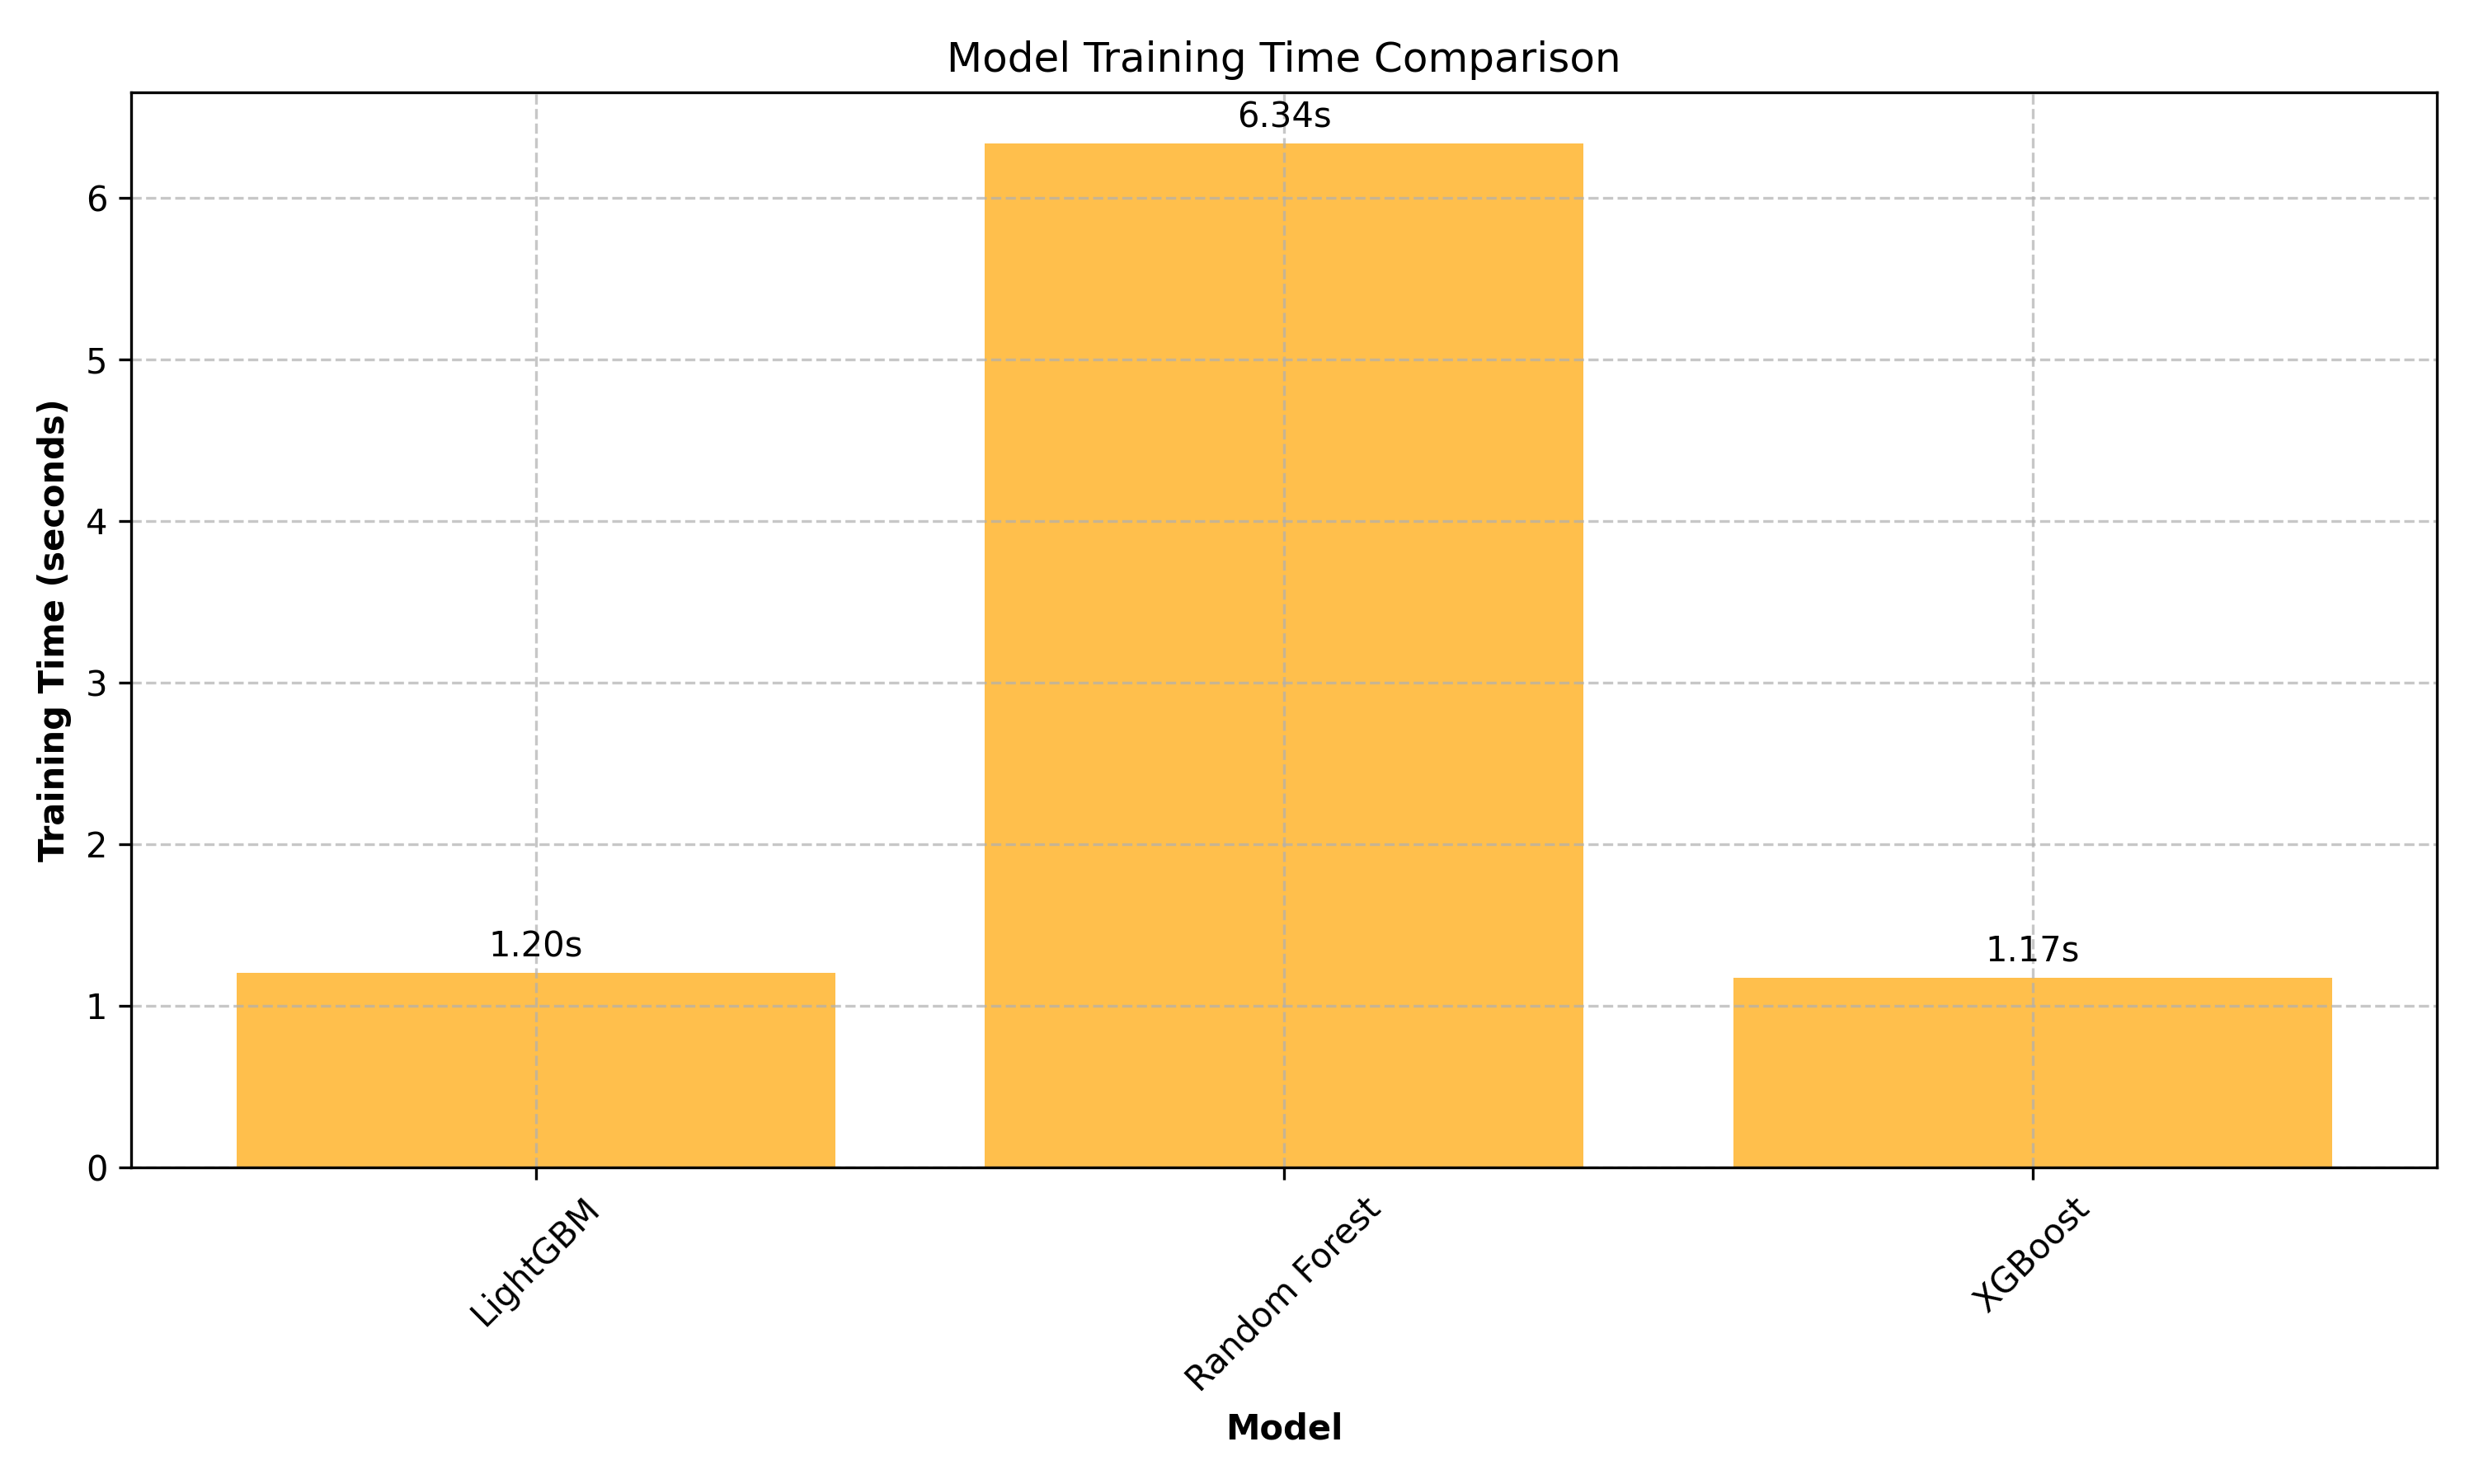 Model Training Time Comparison
6.34s
6
5
4
3
2
1
0
Training Time (seconds)
1.20s
1.17s
LightGBM
Random Forest
XGBoost
Model